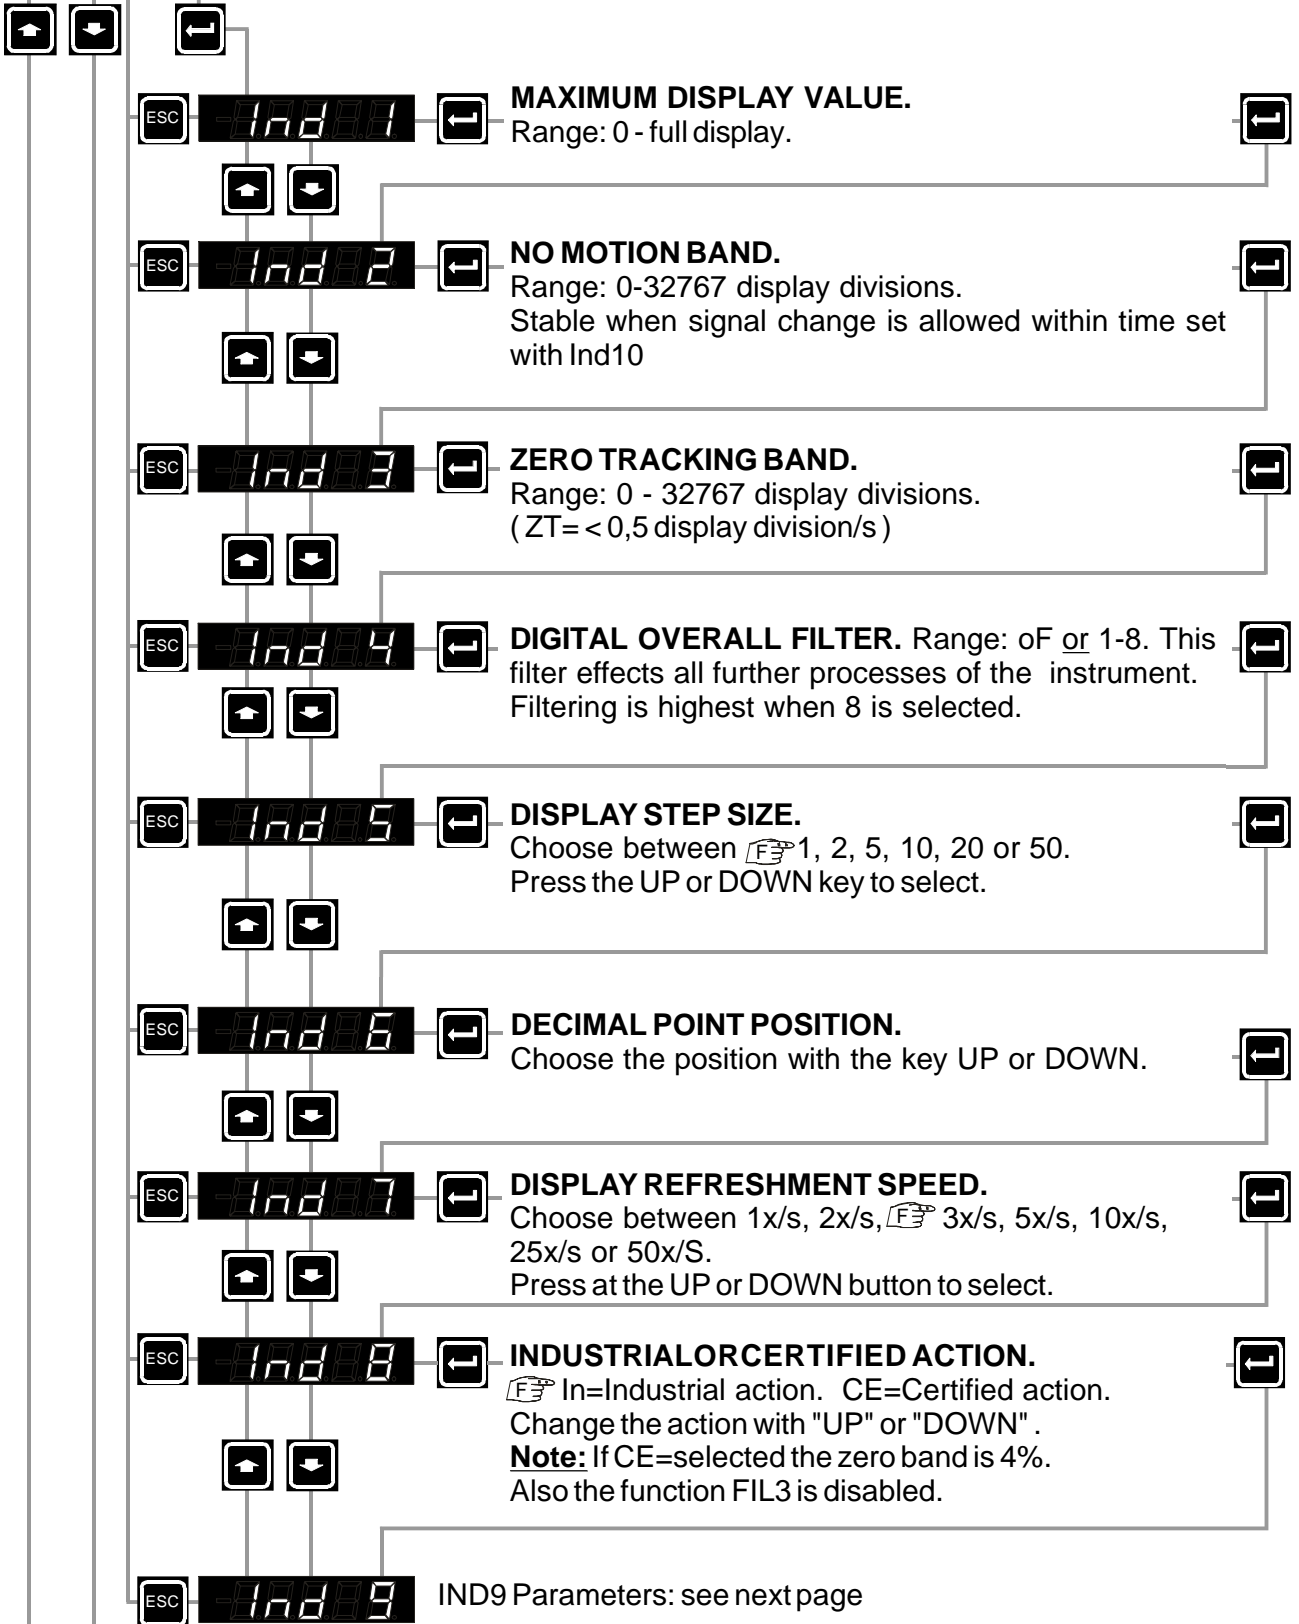 ESC Ind 1 MAXIMUM DISPLAY VALUE.
Range: 0 - full display.
ESC Ind 2 NO MOTION BAND.
Range: 0-32767 display divisions.
Stable when signal change is allowed within time set
with Ind10
ESC Ind 3 ZERO TRACKING BAND.
Range: 0 - 32767 display divisions.
( ZT= < 0,5 display division/s )
ESC Ind 4 DIGITAL OVERALL FILTER. Range: oF or 1-8. This
filter effects all further processes of the instrument.
Filtering is highest when 8 is selected.
ESC Ind 5 DISPLAY STEP SIZE.
Choose between F 1, 2, 5, 10, 20 or 50.
Press the UP or DOWN key to select.
ESC Ind 6 DECIMAL POINT POSITION.
Choose the position with the key UP or DOWN.
ESC Ind 7 DISPLAY REFRESHMENT SPEED.
Choose between 1x/s, 2x/s, F 3x/s, 5x/s, 10x/s,
25x/s or 50x/S.
Press at the UP or DOWN button to select.
ESC Ind 8 INDUSTRIALORCERTIFIED ACTION.
F In=Industrial action. CE=Certified action.
Change the action with "UP" or "DOWN" .
Note: If CE=selected the zero band is 4%.
Also the function FIL3 is disabled.
ESC Ind 9 IND9 Parameters: see next page